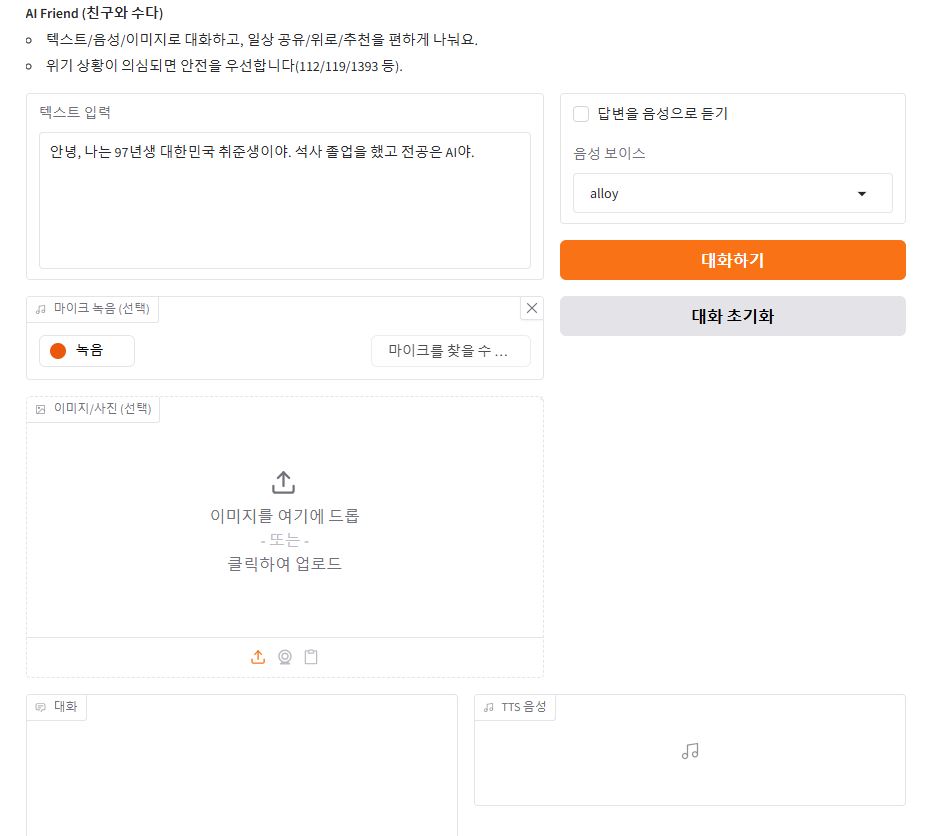 AI Friend (친구와 수다)
텍스트/음성/이미지로 대화하고, 일상 공유/위로/추천을 편하게 나눠요.
위기 상황이 의심되면 안전을 우선합니다(112/119/1393 등).
텍스트 입력
안녕, 나는 97년생 대한민국 취준생이야. 석사 졸업을 했고 전공은 AI야.
답변을 음성으로 듣기
음성 보이스
alloy
대화하기
대화 초기화
마이크 녹음 (선택)
녹음
마이크를 찾을 수 ...
이미지/사진 (선택)
이미지를 여기에 드롭
- 또는 -
클릭하여 업로드
대화
TTS 음성